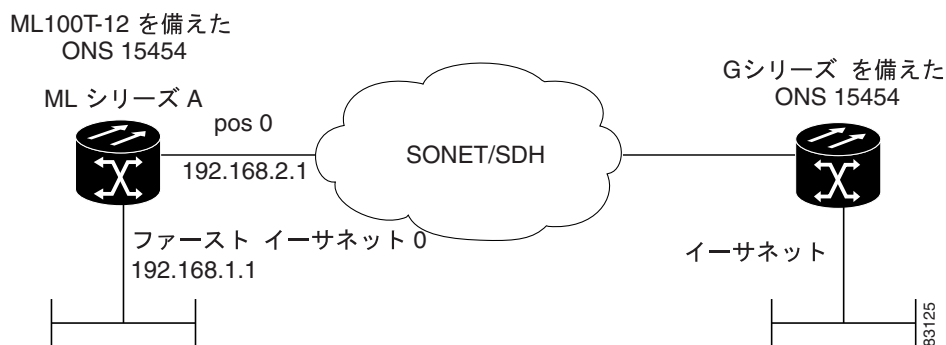 ML100T-12 を備えた
ONS 15454
ML シリーズ A
pos 0
192.168.2.1
SONET/SDH
Gシリーズ を備えた
ONS 15454
ファースト イーサネット 0
192.168.1.1
イーサネット
83125